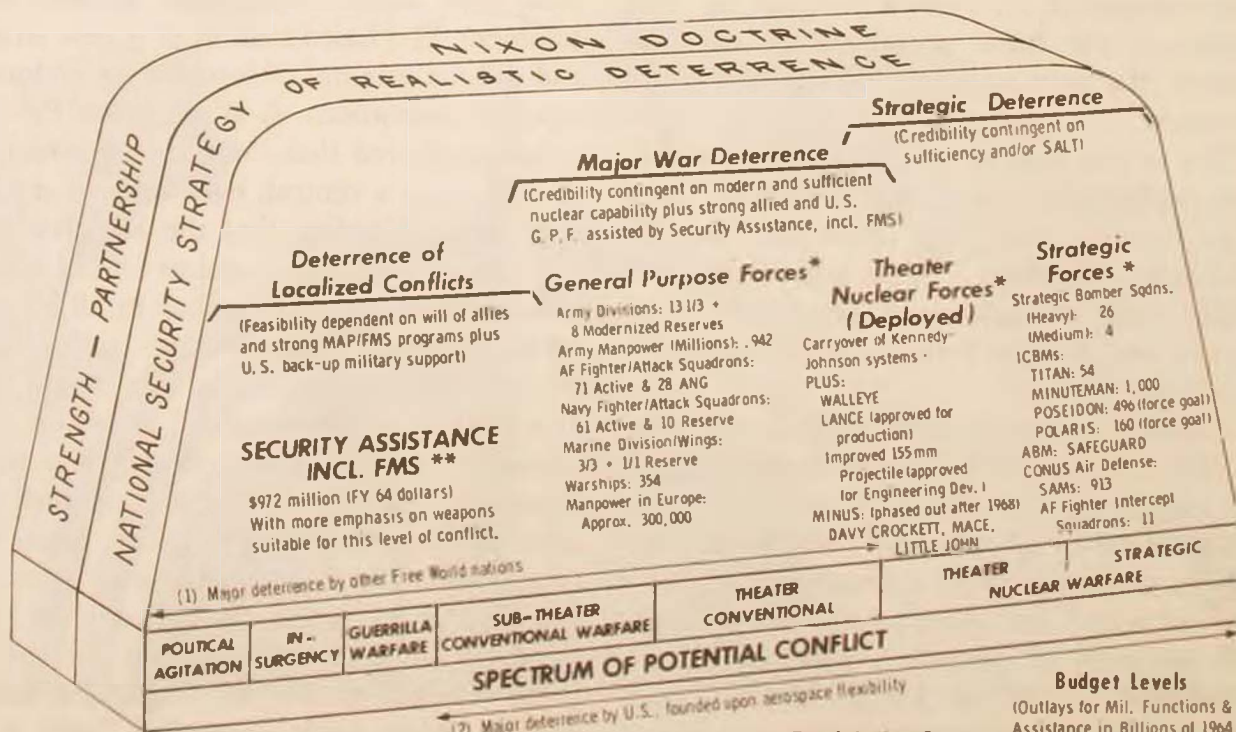 NIXON DOCTRINE
OF REALISTIC DETERRENCE
STRENGTH — PARTNERSHIP
NATIONAL SECURITY STRATEGY
Strategic Deterrence
(Credibility contingent on
sufficiency and/or SALT)
Major War Deterrence
(Credibility contingent on modern and sufficient
nuclear capability plus strong allied and U.S.
G.P.F. assisted by Security Assistance, incl. FMS)
Deterrence of
Localized Conflicts
(Feasibility dependent on will of allies
and strong MAP/FMS programs plus
U.S. back-up military support)
SECURITY ASSISTANCE
INCL. FMS **
$972 million (FY 64 dollars)
With more emphasis on weapons
suitable for this level of conflict.
General Purpose Forces*
Army Divisions: 13 1/3 +
8 Modernized Reserves
Army Manpower (Millions): .942
AF Fighter/Attack Squadrons:
71 Active & 28 ANG
Navy Fighter/Attack Squadrons:
61 Active & 10 Reserve
Marine Division/Wings:
3/3 + 1/1 Reserve
Warships: 354
Manpower in Europe:
Approx. 300,000
Theater
Nuclear Forces*
(Deployed)
Carryover of Kennedy-
Johnson systems
PLUS:
WALLEYE
LANCE (approved for
production)
Improved 155mm
Projectile (approved
for Engineering Dev.)
MINUS: (phased out after 1968)
DAVY CROCKETT, MACE,
LITTLE JOHN
Strategic
Forces *
Strategic Bomber Sqdns.
(Heavy): 26
(Medium): 4
ICBMs:
TITAN: 54
MINUTEMAN: 1,000
POSEIDON: 496 (force goal)
POLARIS: 160 (force goal)
ABM: SAFEGUARD
CONUS Air Defense:
SAMs: 913
AF Fighter Intercept
Squadrons: 11
(1) Major deterrence by other Free World nations
POLITICAL
AGITATION
IN-
SURGENCY
GUERRILLA
WARFARE
SUB-THEATER
CONVENTIONAL WARFARE
THEATER
CONVENTIONAL
THEATER STRATEGIC
NUCLEAR WARFARE
SPECTRUM OF POTENTIAL CONFLICT
(2) Major deterrence by U.S., founded upon aerospace flexibility
Budget Levels
(Outlays for Mil. Functions &
Assistance in Billions of 1964